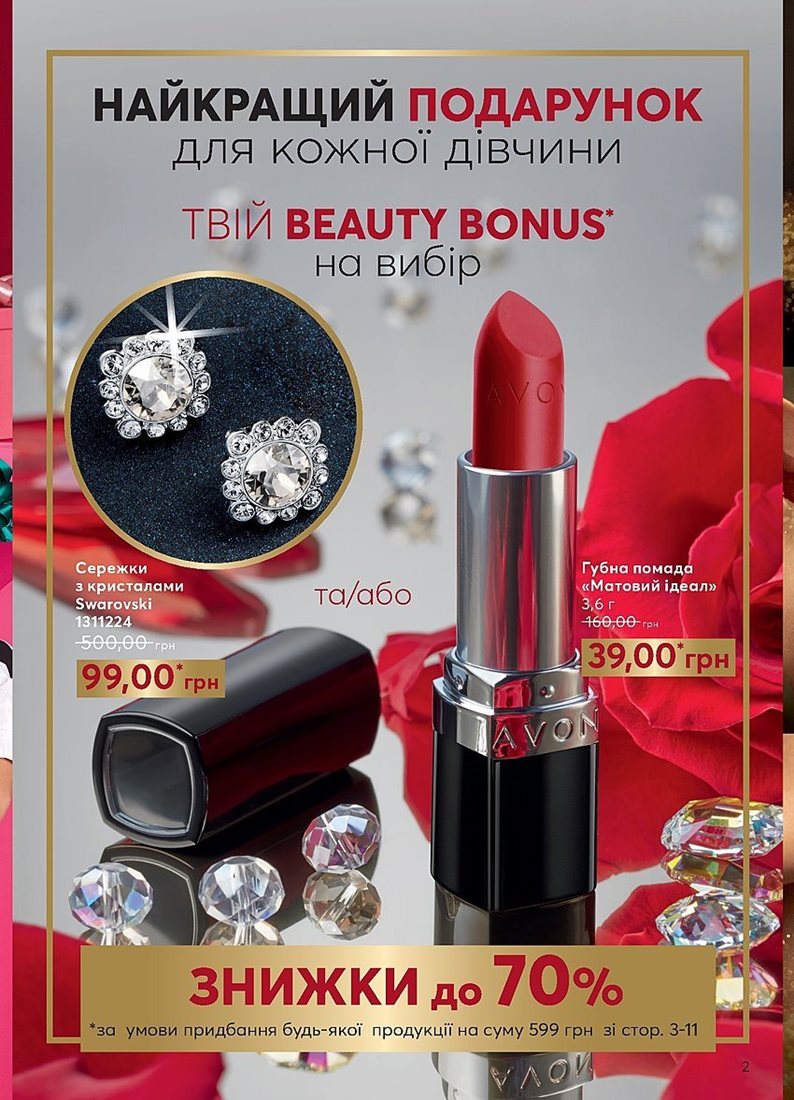 НАЙКРАЩИЙ ПОДАРУНОК
для кожної дівчини
ТВІЙ BEAUTY BONUS*
на вибір
AVON
Сережки
з кристалами
Swarovski
1311224
500,00 грн
99,00* грн
та/або
Губна помада
«Матовий ідеал»
3,6 г
160,00 грн
39,00* грн
AVON
ЗНИЖКИ до 70%
*за умови придбання будь-якої продукції на суму 599 грн зі стор. 3-11
AVON
2